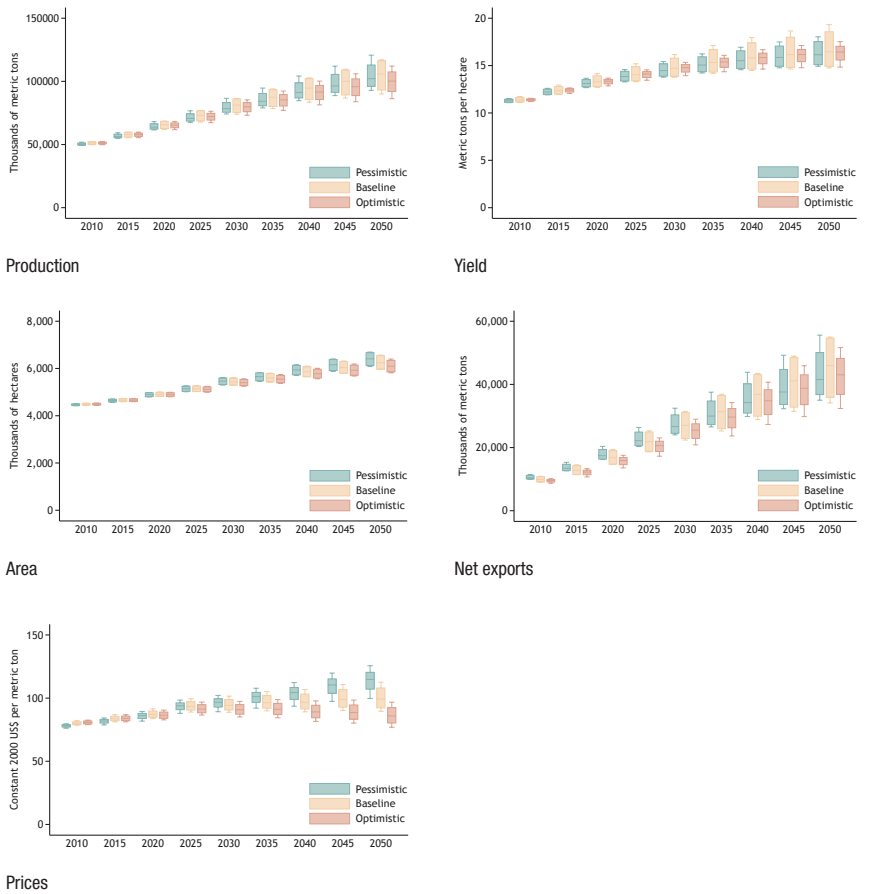 150000
100000
50,000
0
Thousands of metric tons
Pessimistic
Baseline
Optimistic
2010 2015 2020 2025 2030 2035 2040 2045 2050
Production
20
15
10
5
0
Metric tons per hectare
Pessimistic
Baseline
Optimistic
2010 2015 2020 2025 2030 2035 2040 2045 2050
Yield
8,000
6,000
4,000
2,000
0
Thousands of hectares
Pessimistic
Baseline
Optimistic
2010 2015 2020 2025 2030 2035 2040 2045 2050
Area
60,000
40,000
20,000
0
Thousands of metric tons
Pessimistic
Baseline
Optimistic
2010 2015 2020 2025 2030 2035 2040 2045 2050
Net exports
150
100
50
0
Constant 2000 US$ per metric ton
Pessimistic
Baseline
Optimistic
2010 2015 2020 2025 2030 2035 2040 2045 2050
Prices